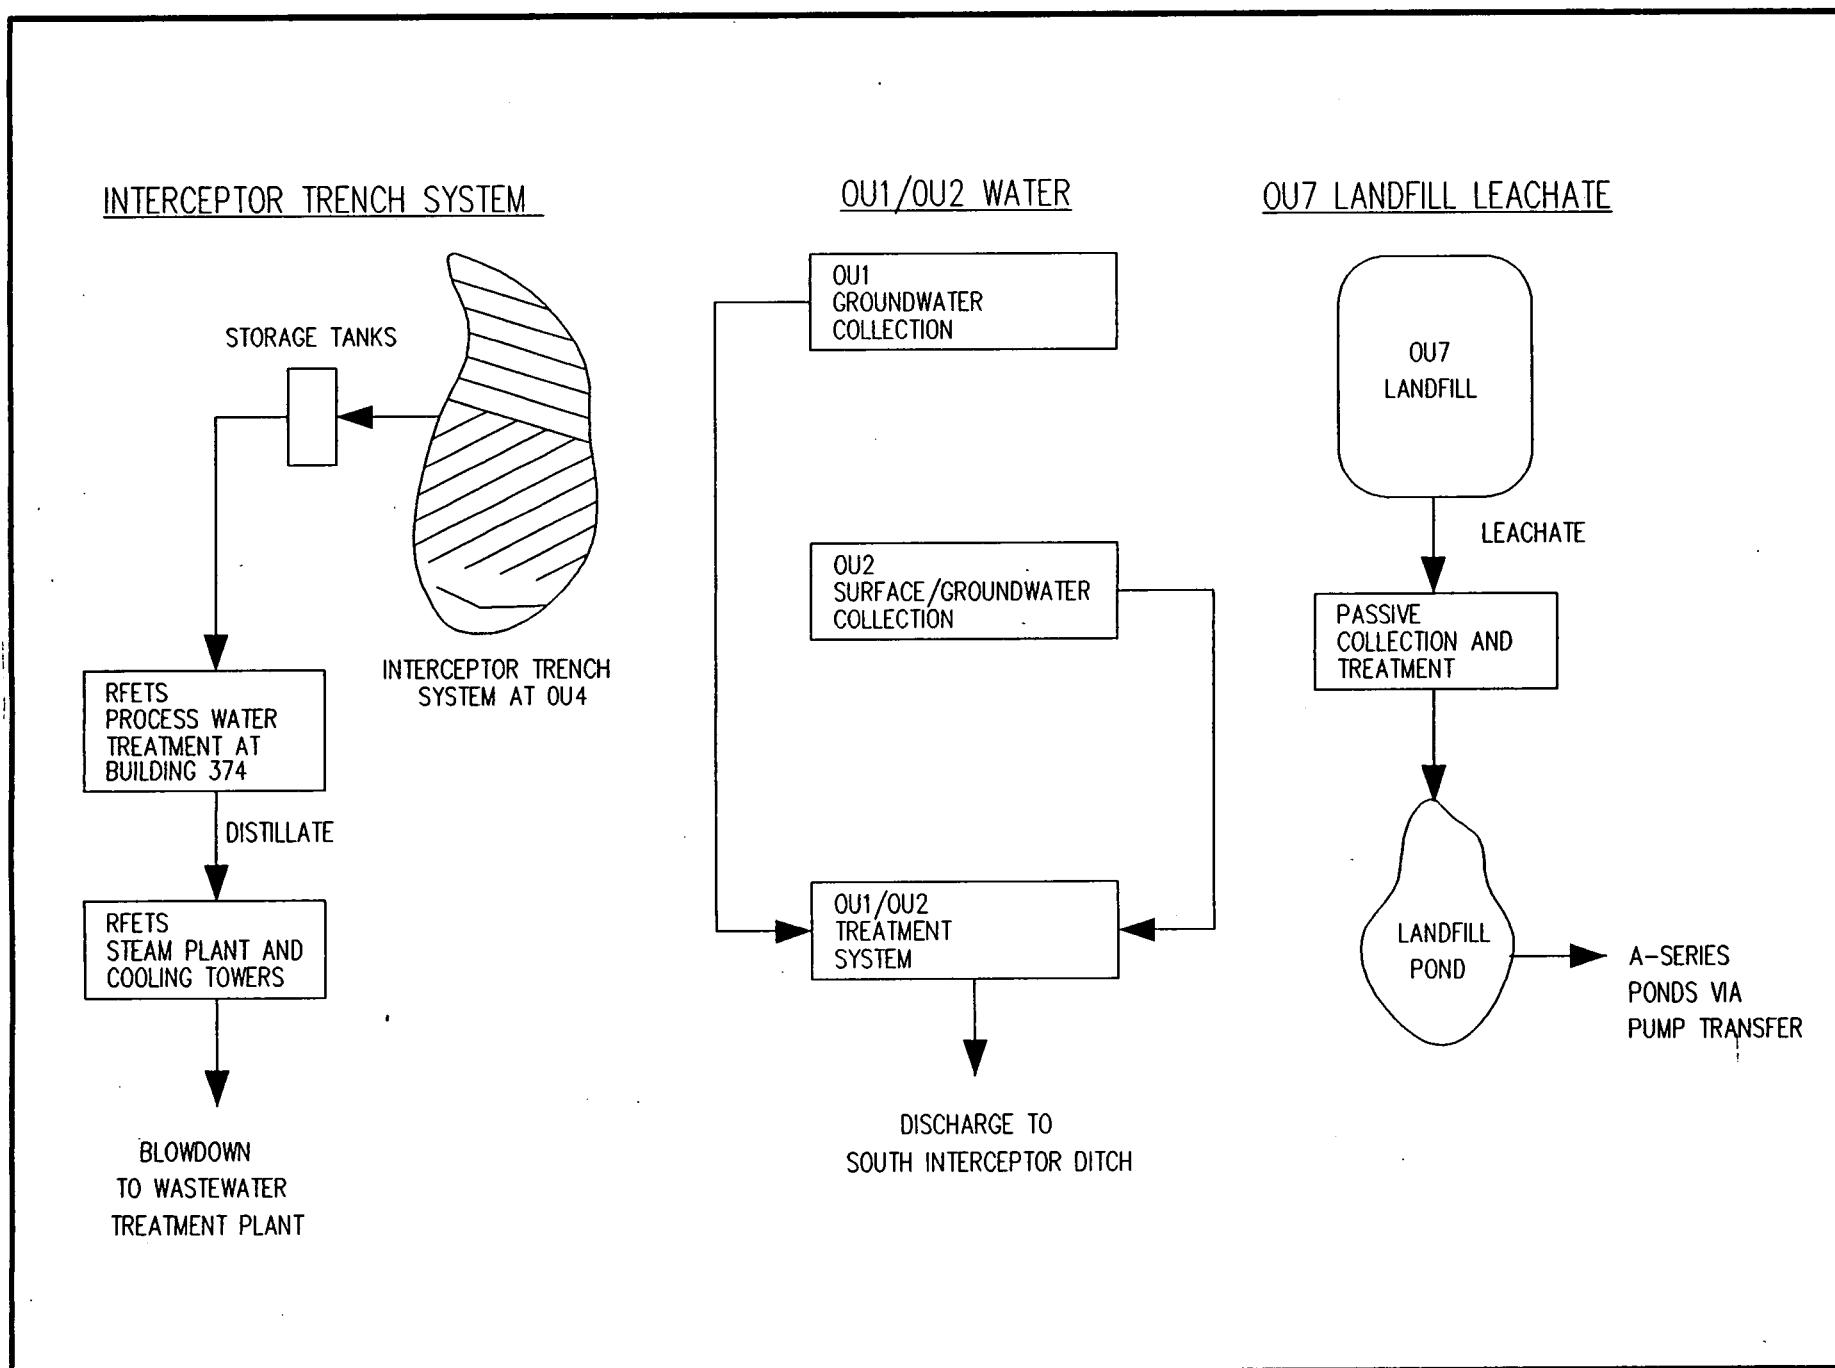 INTERCEPTOR TRENCH SYSTEM
STORAGE TANKS
INTERCEPTOR TRENCH
SYSTEM AT OU4
RFETS
PROCESS WATER
TREATMENT AT
BUILDING 374
DISTILLATE
RFETS
STEAM PLANT AND
COOLING TOWERS
BLOWDOWN
TO WASTEWATER
TREATMENT PLANT
OU1/OU2 WATER
OU1
GROUNDWATER
COLLECTION
OU2
SURFACE/GROUNDWATER
COLLECTION
OU1/OU2
TREATMENT
SYSTEM
DISCHARGE TO
SOUTH INTERCEPTOR DITCH
OU7 LANDFILL LEACHATE
OU7
LANDFILL
LEACHATE
PASSIVE
COLLECTION AND
TREATMENT
LANDFILL
POND
A-SERIES
PONDS VIA
PUMP TRANSFER